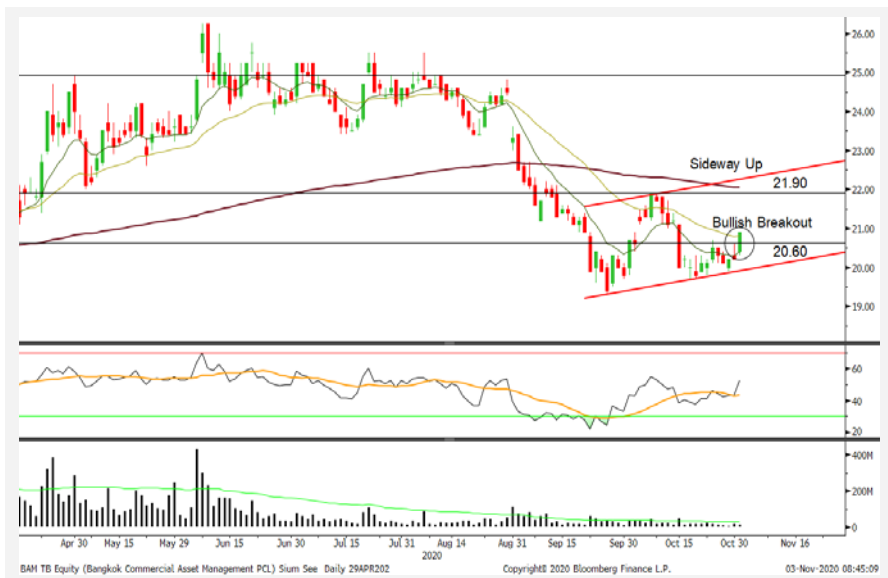 26.00
25.00
24.00
23.00
Sideway Up
22.00
21.90
Bullish Breakout
21.00
20.60
20.00
19.00
60
40
20
400M
200M
0
Apr 30 May 15 May 29 Jun 15 Jun 30 Jul 15 Jul 31 Aug 14 Aug 31 Sep 15 Sep 30 Oct 15 Oct 30 Nov 16
2020
BAM TB Equity (Bangkok Commercial Asset Management PCL) Sium See Daily 29APR202 Copyright© 2020 Bloomberg Finance L.P. 03-Nov-2020 08:45:09